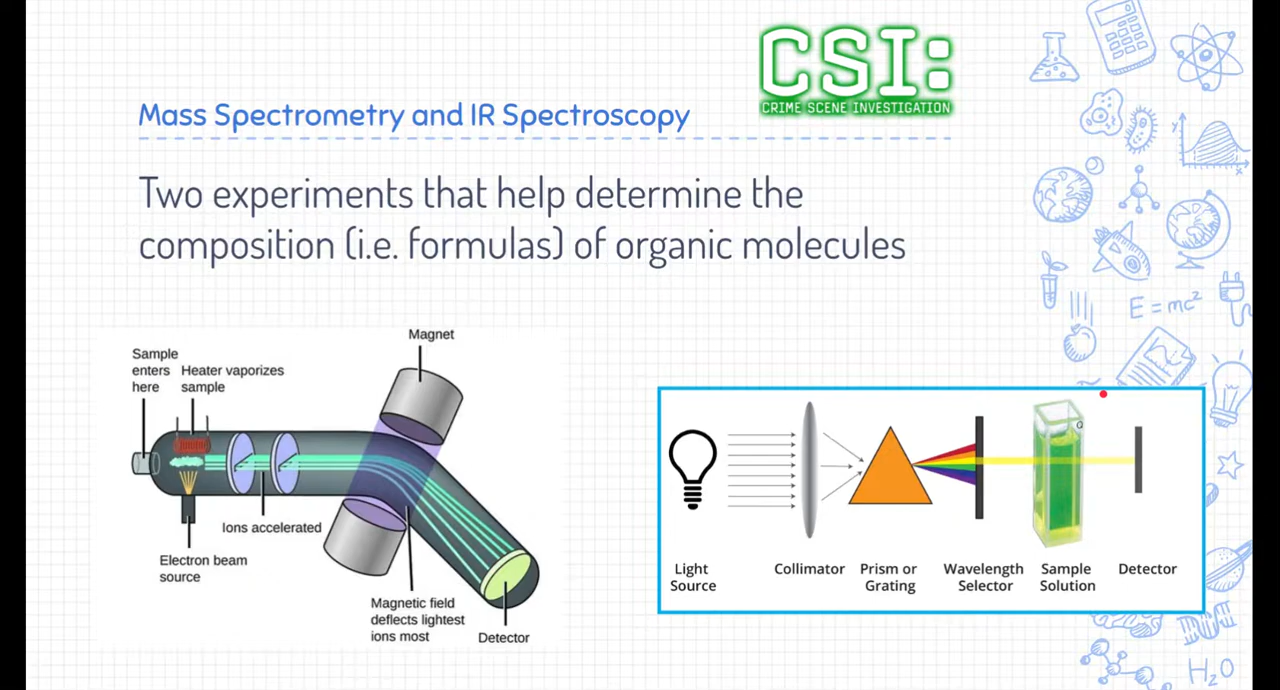 CSI:
CRIME SCENE INVESTIGATION
Mass Spectrometry and IR Spectroscopy
Two experiments that help determine the
composition (i.e. formulas) of organic molecules
Magnet
Sample
enters
here
Heater vaporizes
sample
Ions accelerated
Electron beam
source
Magnetic field
deflects lightest
ions most
Detector
Light
Source
Collimator
Prism or
Grating
Wavelength
Selector
Sample
Solution
Detector
y
x
E=mc²
H₂O